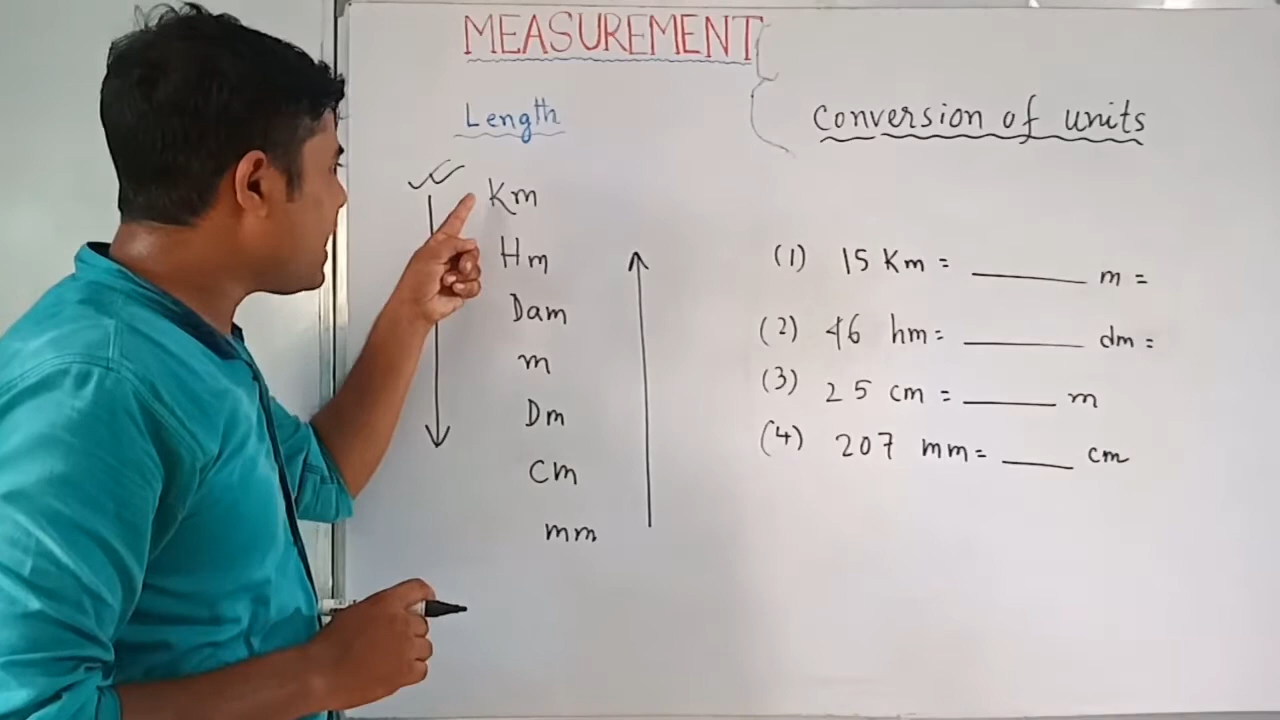 MEASUREMENT
Length
Km
Hm
Dam
m
Dm
Cm
mm
Conversion of units
(1) 15 Km = ______ m =
(2) 46 hm = ______ dm =
(3) 25 cm = ______ m
(4) 207 mm = ____ cm